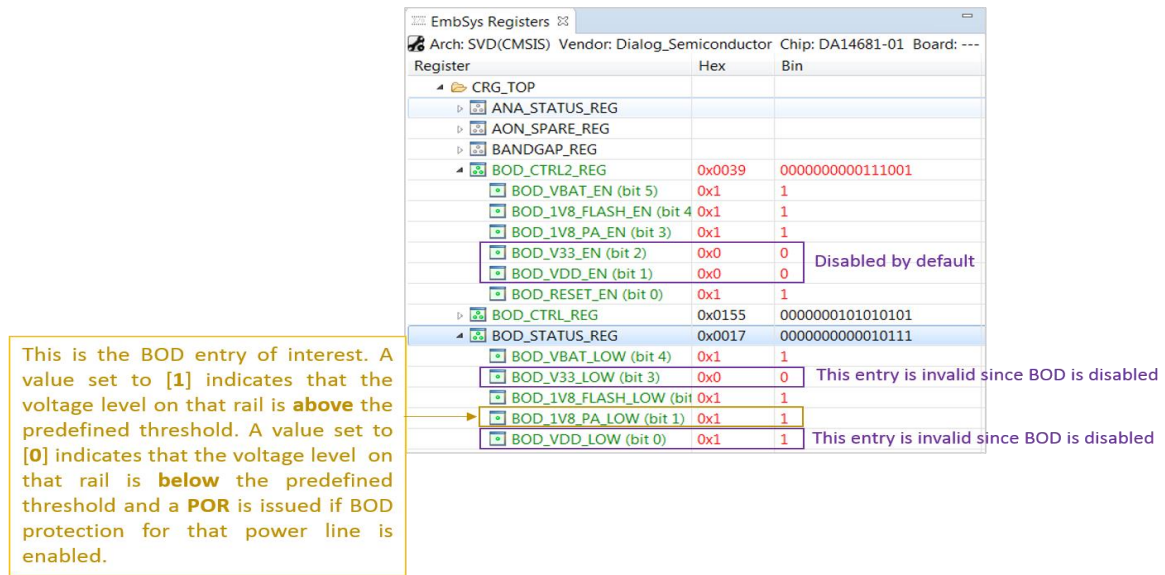 EmbSys Registers
Arch: SVD(CMSIS) Vendor: Dialog_Semiconductor Chip: DA14681-01 Board: ---
Register Hex Bin
CRG_TOP
ANA_STATUS_REG
AON_SPARE_REG
BANDGAP_REG
BOD_CTRL2_REG 0x0039 0000000000111001
BOD_VBAT_EN (bit 5) 0x1 1
BOD_1V8_FLASH_EN (bit 4 0x1 1
BOD_1V8_PA_EN (bit 3) 0x1 1
BOD_V33_EN (bit 2) 0x0 0
BOD_VDD_EN (bit 1) 0x0 0
Disabled by default
BOD_RESET_EN (bit 0) 0x1 1
BOD_CTRL_REG 0x0155 0000000101010101
BOD_STATUS_REG 0x0017 0000000000010111
BOD_VBAT_LOW (bit 4) 0x1 1
BOD_V33_LOW (bit 3) 0x0 0 This entry is invalid since BOD is disabled
BOD_1V8_FLASH_LOW (bit 0x1 1
BOD_1V8_PA_LOW (bit 1) 0x1 1
BOD_VDD_LOW (bit 0) 0x1 1 This entry is invalid since BOD is disabled
This is the BOD entry of interest. A
value set to [1] indicates that the
voltage level on that rail is above the
predefined threshold. A value set to
[0] indicates that the voltage level on
that rail is below the predefined
threshold and a POR is issued if BOD
protection for that power line is
enabled.